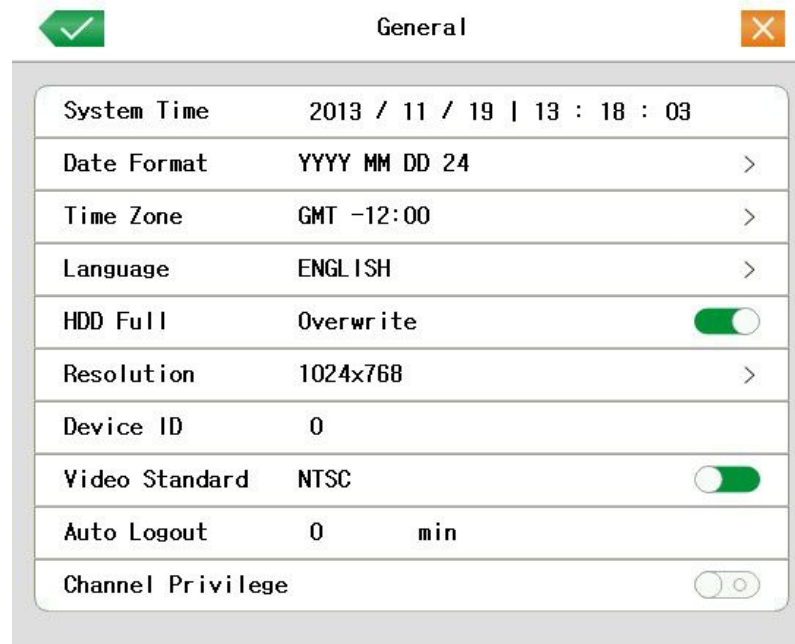 General
System Time 2013 / 11 / 19 | 13 : 18 : 03
Date Format YYYY MM DD 24
Time Zone GMT -12:00
Language ENGLISH
HDD Full Overwrite
Resolution 1024x768
Device ID 0
Video Standard NTSC
Auto Logout 0 min
Channel Privilege